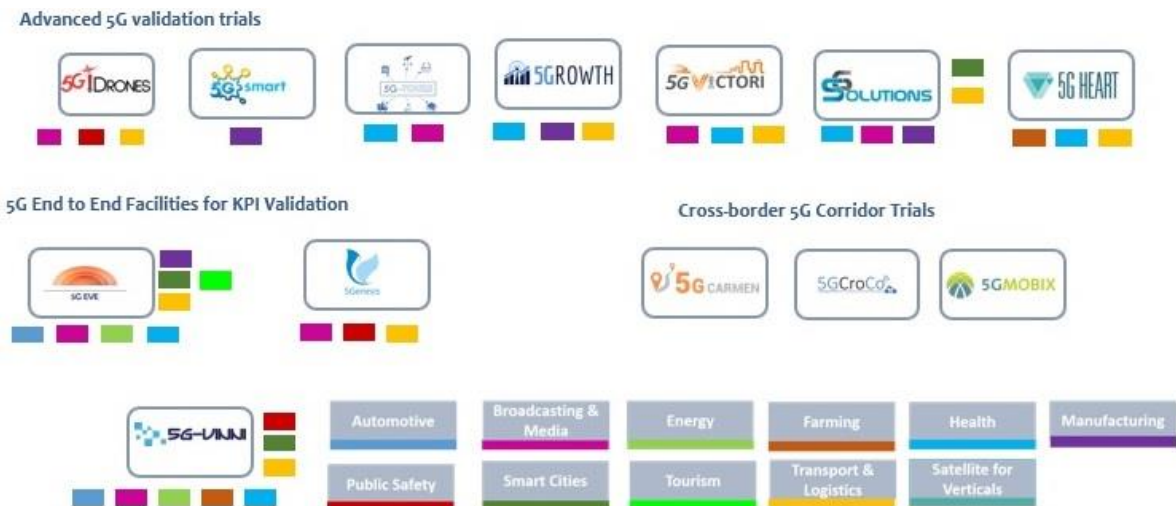 Advanced 5G validation trials
5G!DRONES
5G smart
5GROWTH
5G VICTORI
5G SOLUTIONS
5G HEART
5G End to End Facilities for KPI Validation
Cross-border 5G Corridor Trials
5G EVE
5Genesis
5G CARMEN
5GCroCo
5GMOBIX
5G-VINNI
Automotive
Broadcasting &
Media
Energy
Farming
Health
Manufacturing
Public Safety
Smart Cities
Tourism
Transport &
Logistics
Satellite for
Verticals